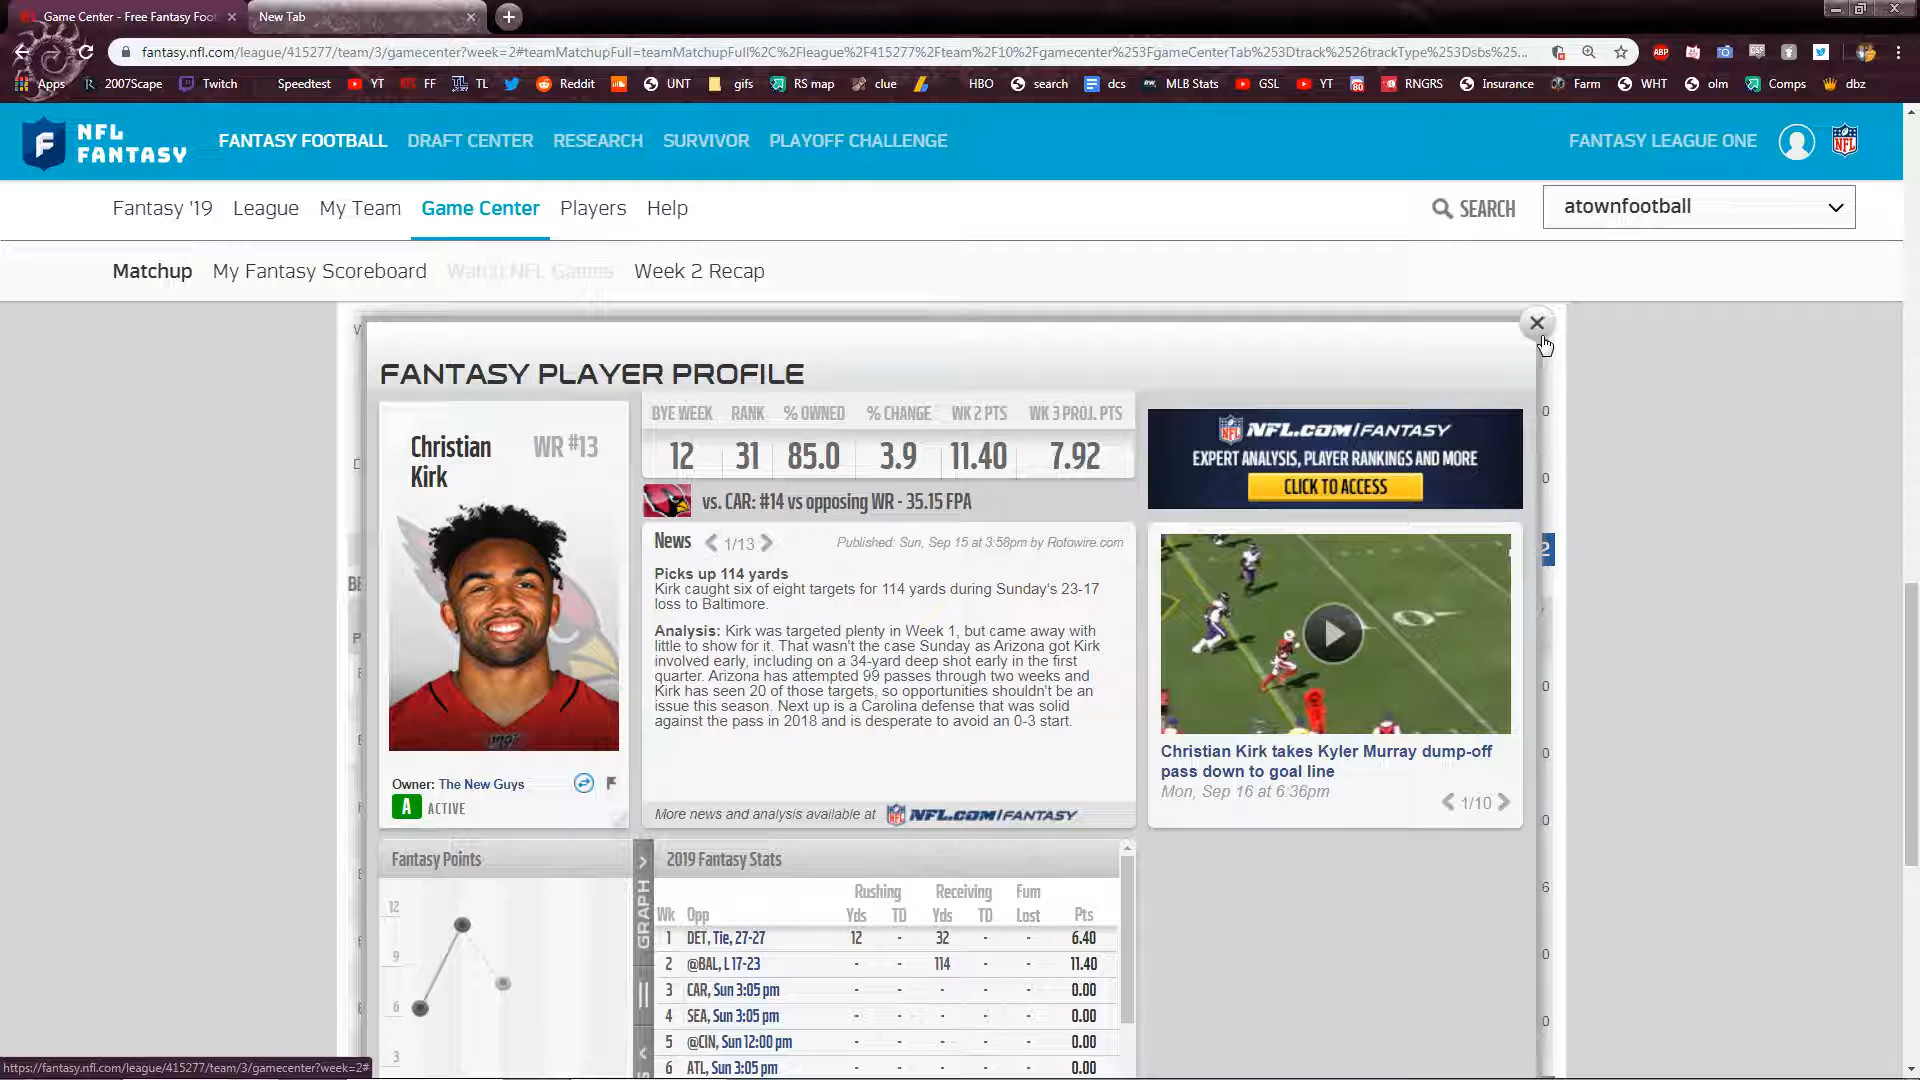 Game Center - Free Fantasy Foo
New Tab
fantasy.nfl.com/league/415277/team/3/gamecenter?week=2#teamMatchupFull=teamMatchupFull%2C%2Fleague%2F415277%2Fteam%2F10%2Fgamecenter%253FgameCenterTab%253Dtrack%2526trackType%253Dsbs%25...
ABP
Apps 2007Scape Twitch Speedtest YT FF TL Reddit UNT gifs RS map clue HBO search dcs MLB Stats GSL YT RNGRS Insurance Farm WHT olm Comps dbz
NFL FANTASY
FANTASY FOOTBALL DRAFT CENTER RESEARCH SURVIVOR PLAYOFF CHALLENGE FANTASY LEAGUE ONE
Fantasy '19 League My Team Game Center Players Help SEARCH atownfootball
Matchup My Fantasy Scoreboard Watch NFL Games Week 2 Recap
FANTASY PLAYER PROFILE
Christian
Kirk
WR #13
BYE WEEK RANK % OWNED % CHANGE WK 2 PTS WK 3 PROJ. PTS
12 31 85.0 3.9 11.40 7.92
vs. CAR: #14 vs opposing WR - 35.15 FPA
NFL.COM/FANTASY
EXPERT ANALYSIS, PLAYER RANKINGS AND MORE
CLICK TO ACCESS
News 1/13 Published: Sun, Sep 15 at 3:58pm by Rotowire.com
Picks up 114 yards
Kirk caught six of eight targets for 114 yards during Sunday's 23-17
loss to Baltimore.
Analysis: Kirk was targeted plenty in Week 1, but came away with
little to show for it. That wasn't the case Sunday as Arizona got Kirk
involved early, including on a 34-yard deep shot early in the first
quarter. Arizona has attempted 99 passes through two weeks and
Kirk has seen 20 of those targets, so opportunities shouldn't be an
issue this season. Next up is a Carolina defense that was solid
against the pass in 2018 and is desperate to avoid an 0-3 start.
More news and analysis available at NFL.COM/FANTASY
Christian Kirk takes Kyler Murray dump-off
pass down to goal line
Mon, Sep 16 at 6:36pm
1/10
Owner: The New Guys
A ACTIVE
Fantasy Points
12
9
6
3
GRAPH
2019 Fantasy Stats
Rushing Receiving Fum
Wk Opp Yds TD Yds TD Lost Pts
1 DET, Tie, 27-27 12 - 32 - - 6.40
2 @BAL, L 17-23 - - 114 - - 11.40
3 CAR, Sun 3:05 pm - - - - - 0.00
4 SEA, Sun 3:05 pm - - - - - 0.00
5 @CIN, Sun 12:00 pm - - - - - 0.00
6 ATL, Sun 3:05 pm - - - - - 0.00
https://fantasy.nfl.com/league/415277/team/3/gamecenter?week=2#